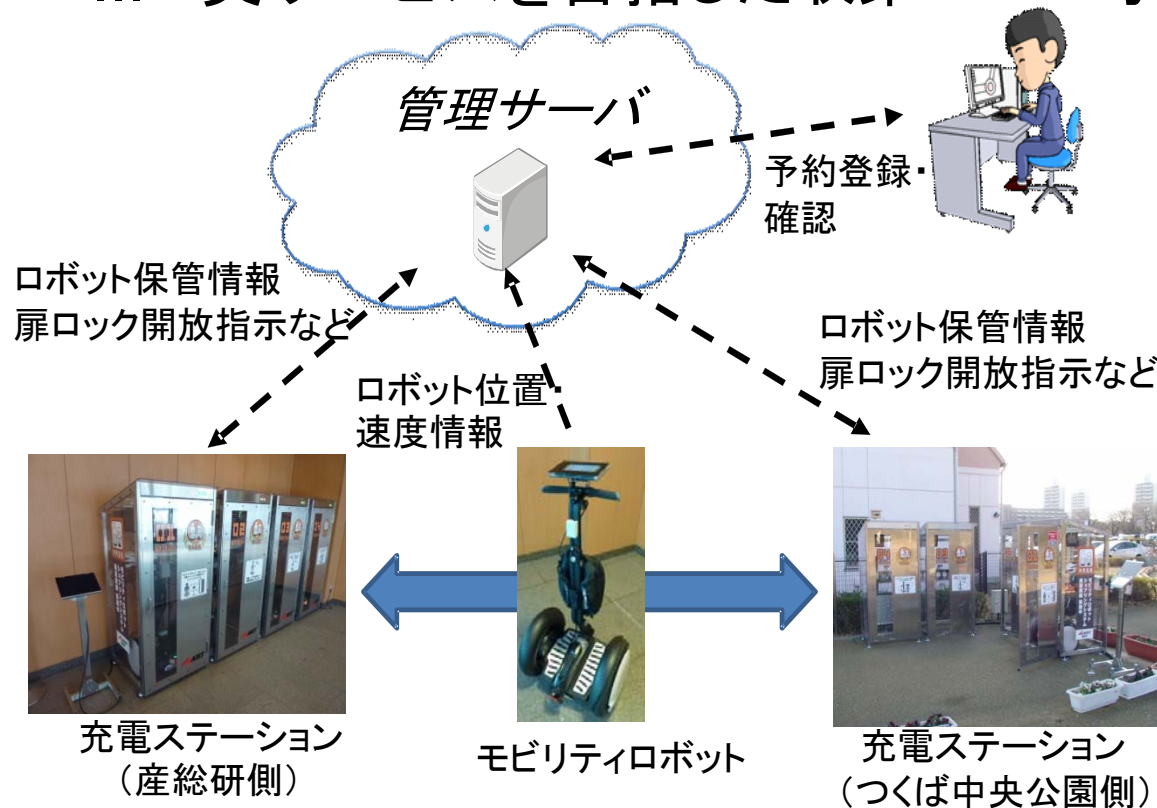 管理サーバ
予約登録・
確認
ロボット保管情報
扉ロック開放指示など
ロボット保管情報
扉ロック開放指示など
ロボット位置・
速度情報
01
02
03
04
充電ステーション
（産総研側）
モビリティロボット
充電ステーション
（つくば中央公園側）